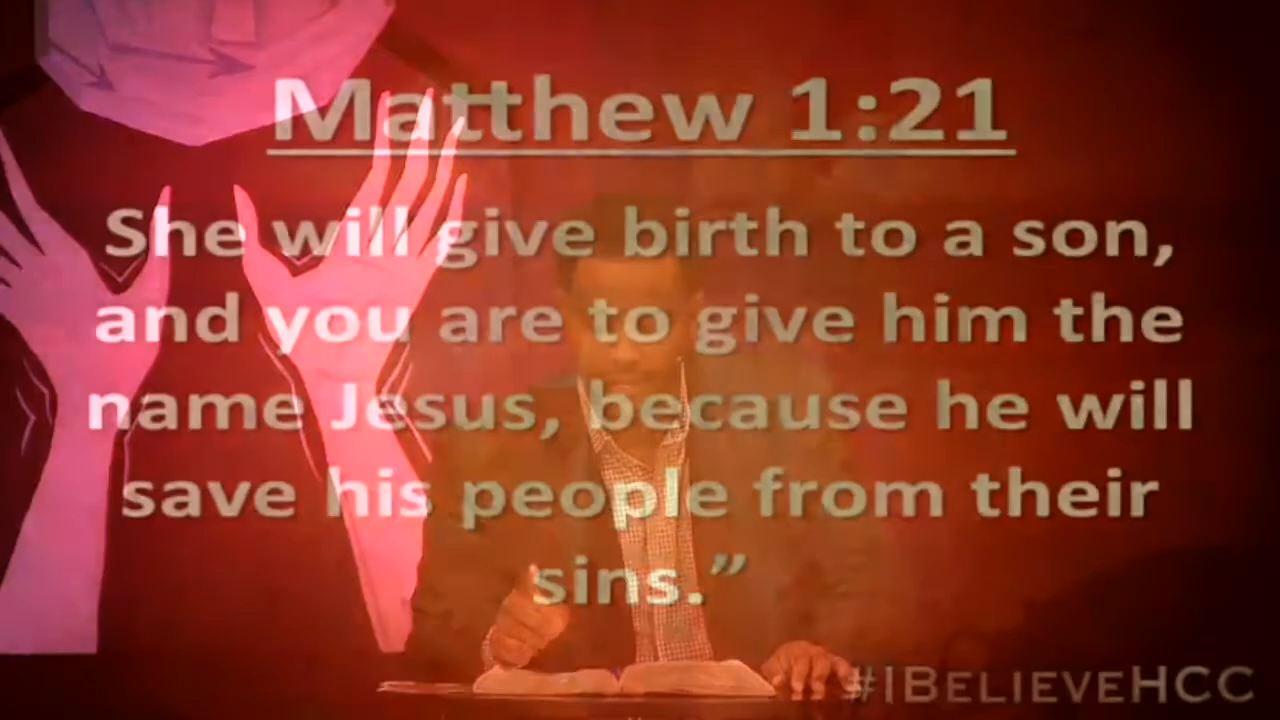 Matthew 1:21
She will give birth to a son,
and you are to give him the
name Jesus, because he will
save his people from their
sins.”
#IBelieveHCC